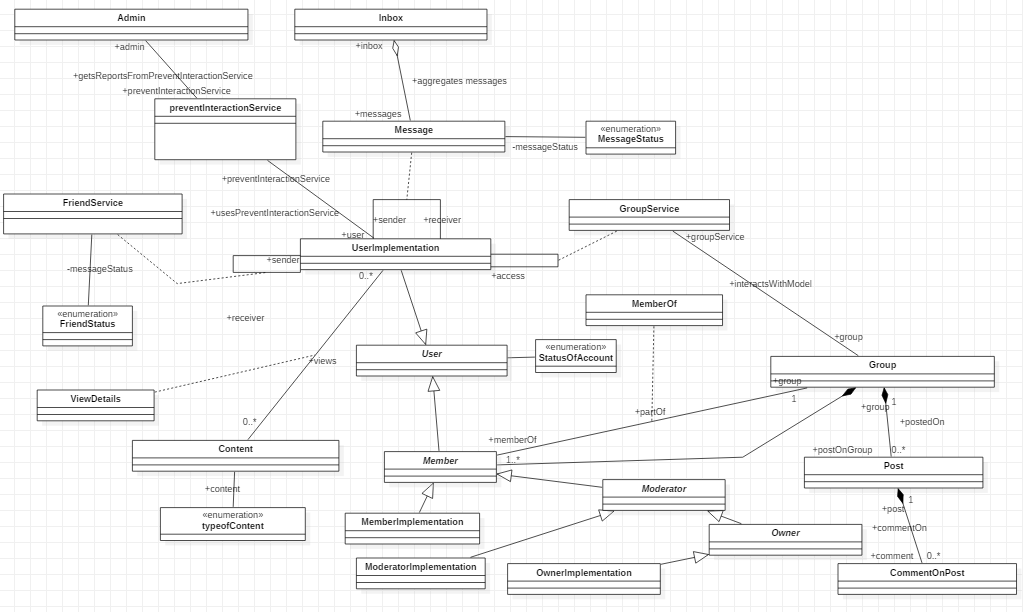 Admin
Inbox
+admin
+inbox
+getsReportsFromPreventInteractionService
+aggregates messages
+preventInteractionService
preventInteractionService
+messages
Message
«enumeration»
MessageStatus
-messageStatus
+preventInteractionService
FriendService
GroupService
+usesPreventInteractionService
+sender
+receiver
+user
+groupService
UserImplementation
+sender
-messageStatus
0..*
+access
+interactsWithModel
MemberOf
«enumeration»
FriendStatus
+receiver
+group
User
«enumeration»
StatusOfAccount
+views
Group
+group
ViewDetails
1
+group
1
+partOf
+postedOn
0..*
+memberOf
Content
+postOnGroup
0..*
Member
1..*
Post
+content
Moderator
1
+post
«enumeration»
typeofContent
MemberImplementation
+commentOn
Owner
+comment
0..*
ModeratorImplementation
OwnerImplementation
CommentOnPost